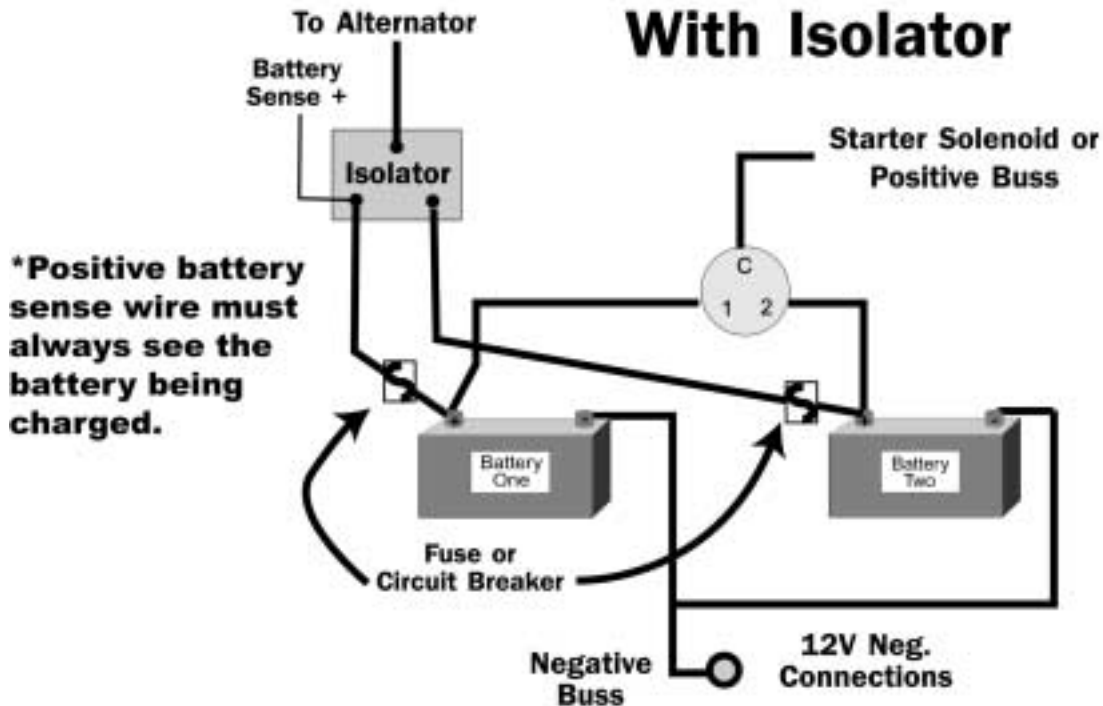 With Isolator
To Alternator
Battery
Sense +
Isolator
Starter Solenoid or
Positive Buss
C
1 2
*Positive battery
sense wire must
always see the
battery being
charged.
+ -
Battery
One
+ -
Battery
Two
Fuse or
Circuit Breaker
Negative
Buss
12V Neg.
Connections